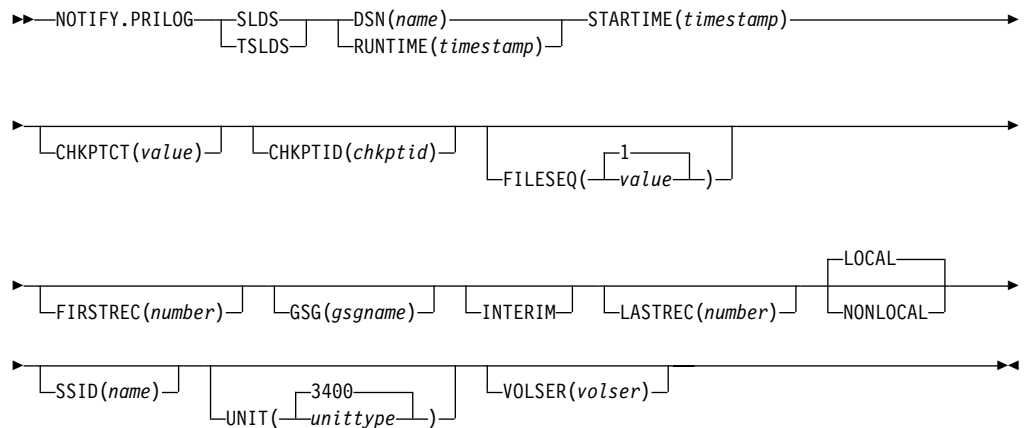 NOTIFY.PRILOG SLDS DSN(name) STARTIME(timestamp)
TSLDS RUNTIME(timestamp)
CHKPTCT(value) CHKPTID(chkptid) 1
FILESEQ( value )
LOCAL
FIRSTREC(number) GSG(gsgname) INTERIM LASTREC(number) NONLOCAL
SSID(name) 3400 VOLSER(volser)
UNIT( unittype )